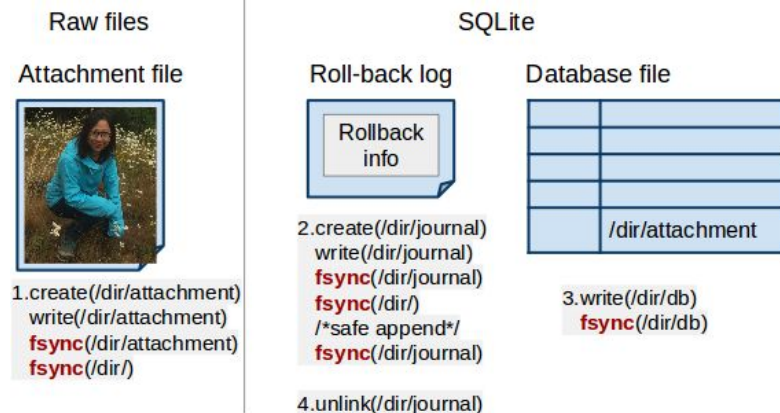 Raw files
SQLite
Attachment file
Roll-back log
Database file
Rollback
info
/dir/attachment
1.create(/dir/attachment)
write(/dir/attachment)
fsync(/dir/attachment)
fsync(/dir/)
2.create(/dir/journal)
write(/dir/journal)
fsync(/dir/journal)
fsync(/dir/)
/*safe append*/
fsync(/dir/journal)
3.write(/dir/db)
fsync(/dir/db)
4.unlink(/dir/journal)